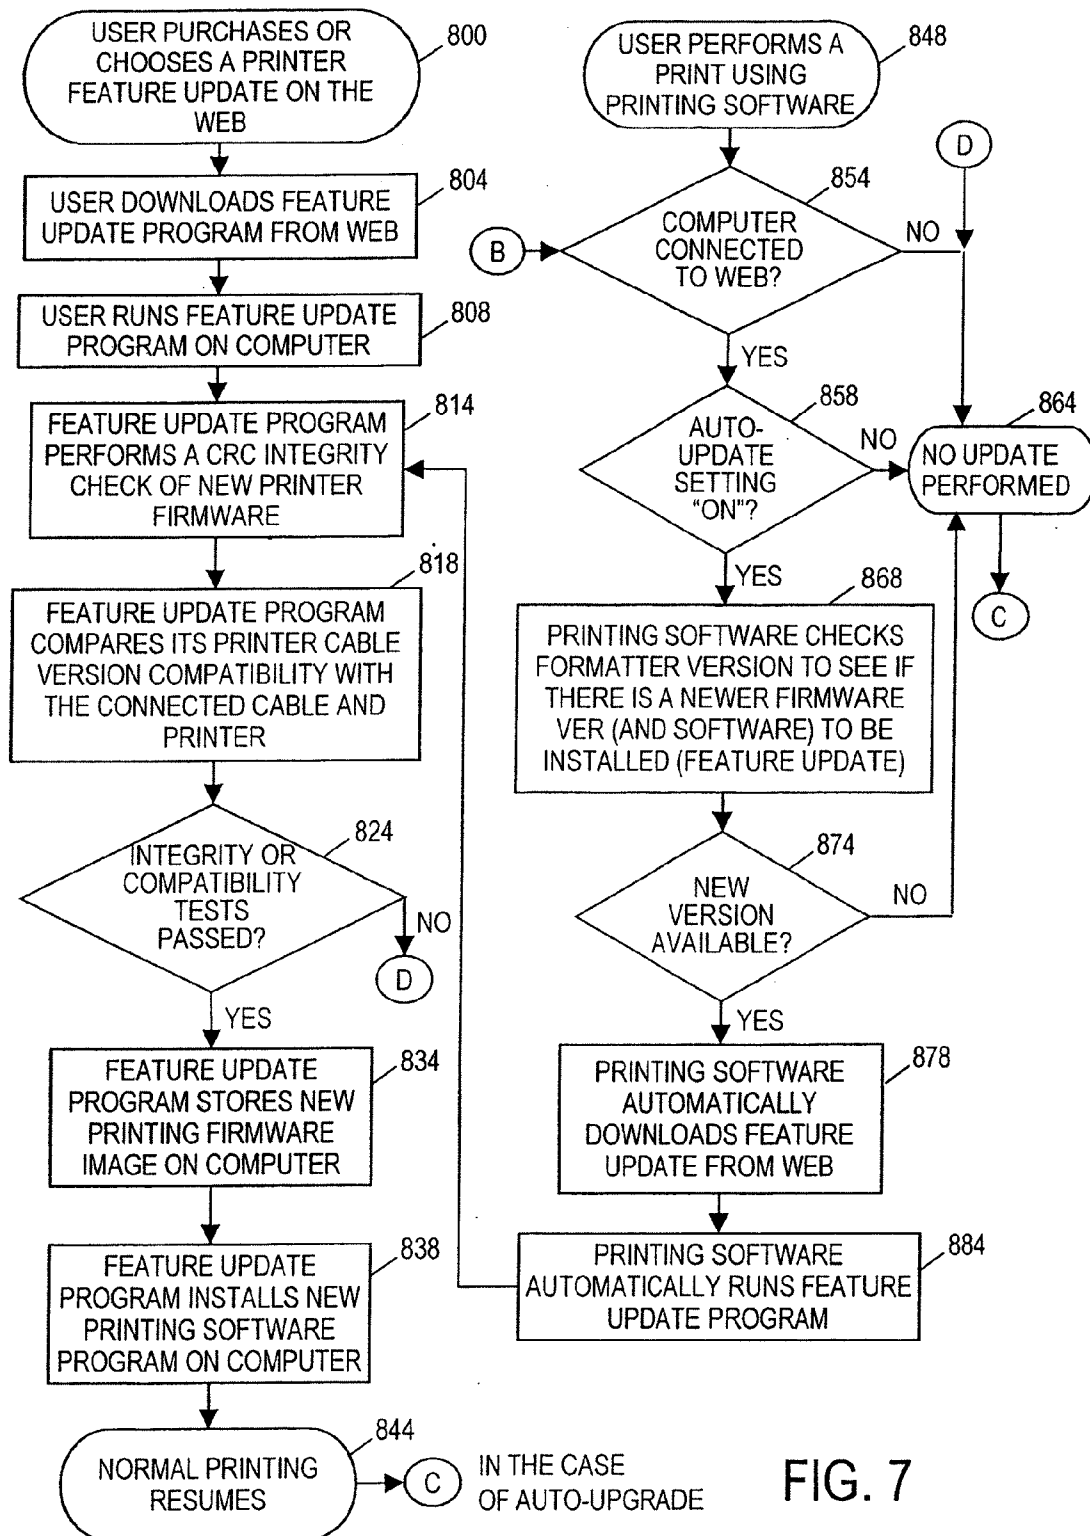 USER PURCHASES OR
CHOOSES A PRINTER
FEATURE UPDATE ON THE
WEB
800
USER DOWNLOADS FEATURE
UPDATE PROGRAM FROM WEB
804
USER RUNS FEATURE UPDATE
PROGRAM ON COMPUTER
808
FEATURE UPDATE PROGRAM
PERFORMS A CRC INTEGRITY
CHECK OF NEW PRINTER
FIRMWARE
814
FEATURE UPDATE PROGRAM
COMPARES ITS PRINTER CABLE
VERSION COMPATIBILITY WITH
THE CONNECTED CABLE AND
PRINTER
818
INTEGRITY OR
COMPATIBILITY
TESTS
PASSED?
824
NO
D
YES
FEATURE UPDATE
PROGRAM STORES NEW
PRINTING FIRMWARE
IMAGE ON COMPUTER
834
FEATURE UPDATE
PROGRAM INSTALLS NEW
PRINTING SOFTWARE
PROGRAM ON COMPUTER
838
NORMAL PRINTING
RESUMES
844
C
IN THE CASE
OF AUTO-UPGRADE
USER PERFORMS A
PRINT USING
PRINTING SOFTWARE
848
D
B
COMPUTER
CONNECTED
TO WEB?
854
NO
YES
AUTO-
UPDATE
SETTING
"ON"?
858
NO
NO UPDATE
PERFORMED
864
C
YES
PRINTING SOFTWARE CHECKS
FORMATTER VERSION TO SEE IF
THERE IS A NEWER FIRMWARE
VER (AND SOFTWARE) TO BE
INSTALLED (FEATURE UPDATE)
868
NEW
VERSION
AVAILABLE?
874
NO
YES
PRINTING SOFTWARE
AUTOMATICALLY
DOWNLOADS FEATURE
UPDATE FROM WEB
878
PRINTING SOFTWARE
AUTOMATICALLY RUNS FEATURE
UPDATE PROGRAM
884
FIG. 7